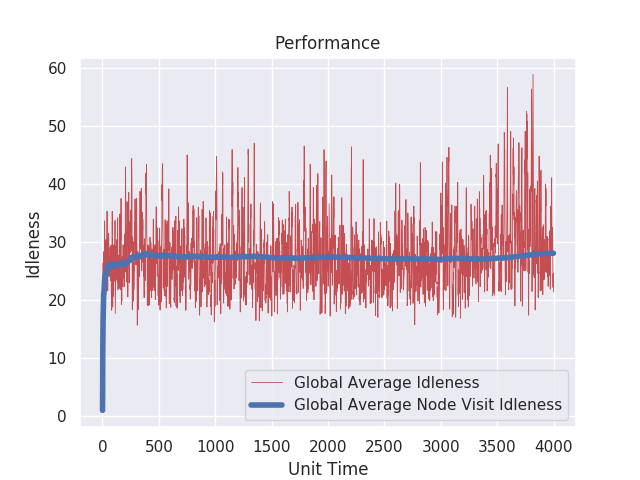 Performance
60
50
40
30
20
10
0
Idleness
Global Average Idleness
Global Average Node Visit Idleness
0 500 1000 1500 2000 2500 3000 3500 4000
Unit Time